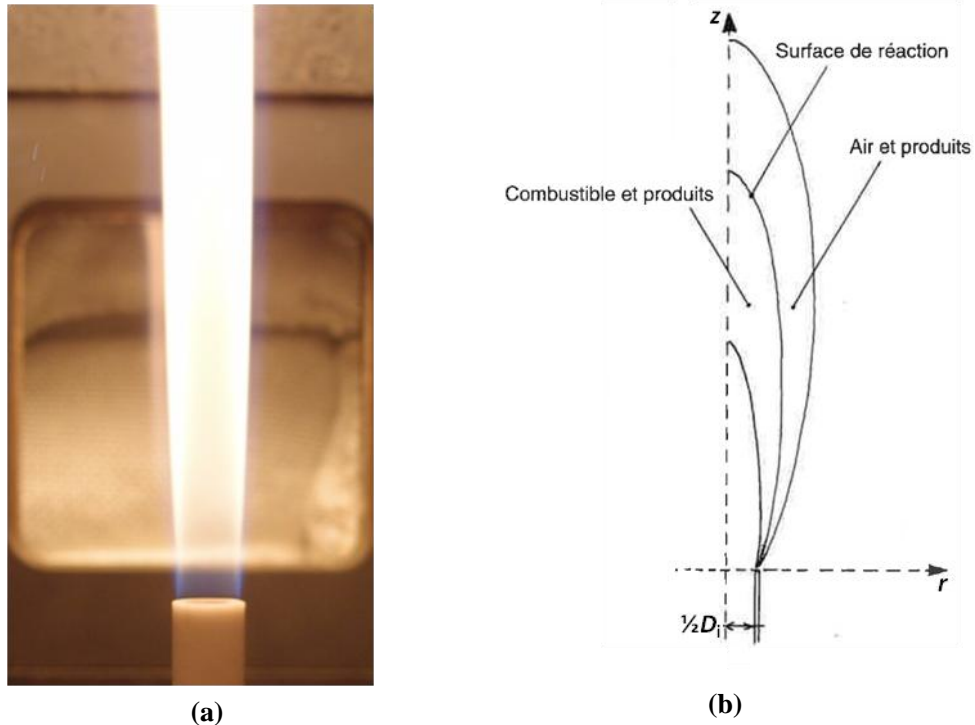 z
Surface de réaction
Air et produits
Combustible et produits
r
½Di
(a)
(b)